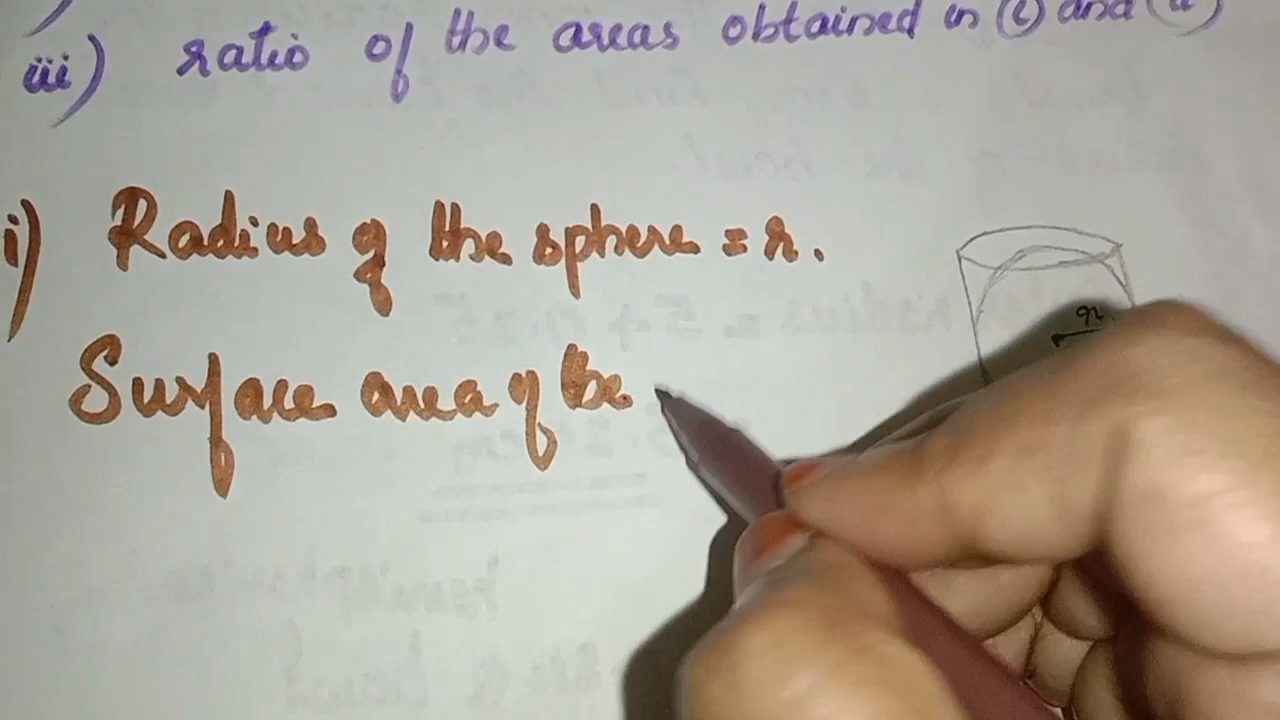 iii) ratio of the areas obtained in (i) and (ii)
i) Radius of the sphere = r.
r
Surface area of the